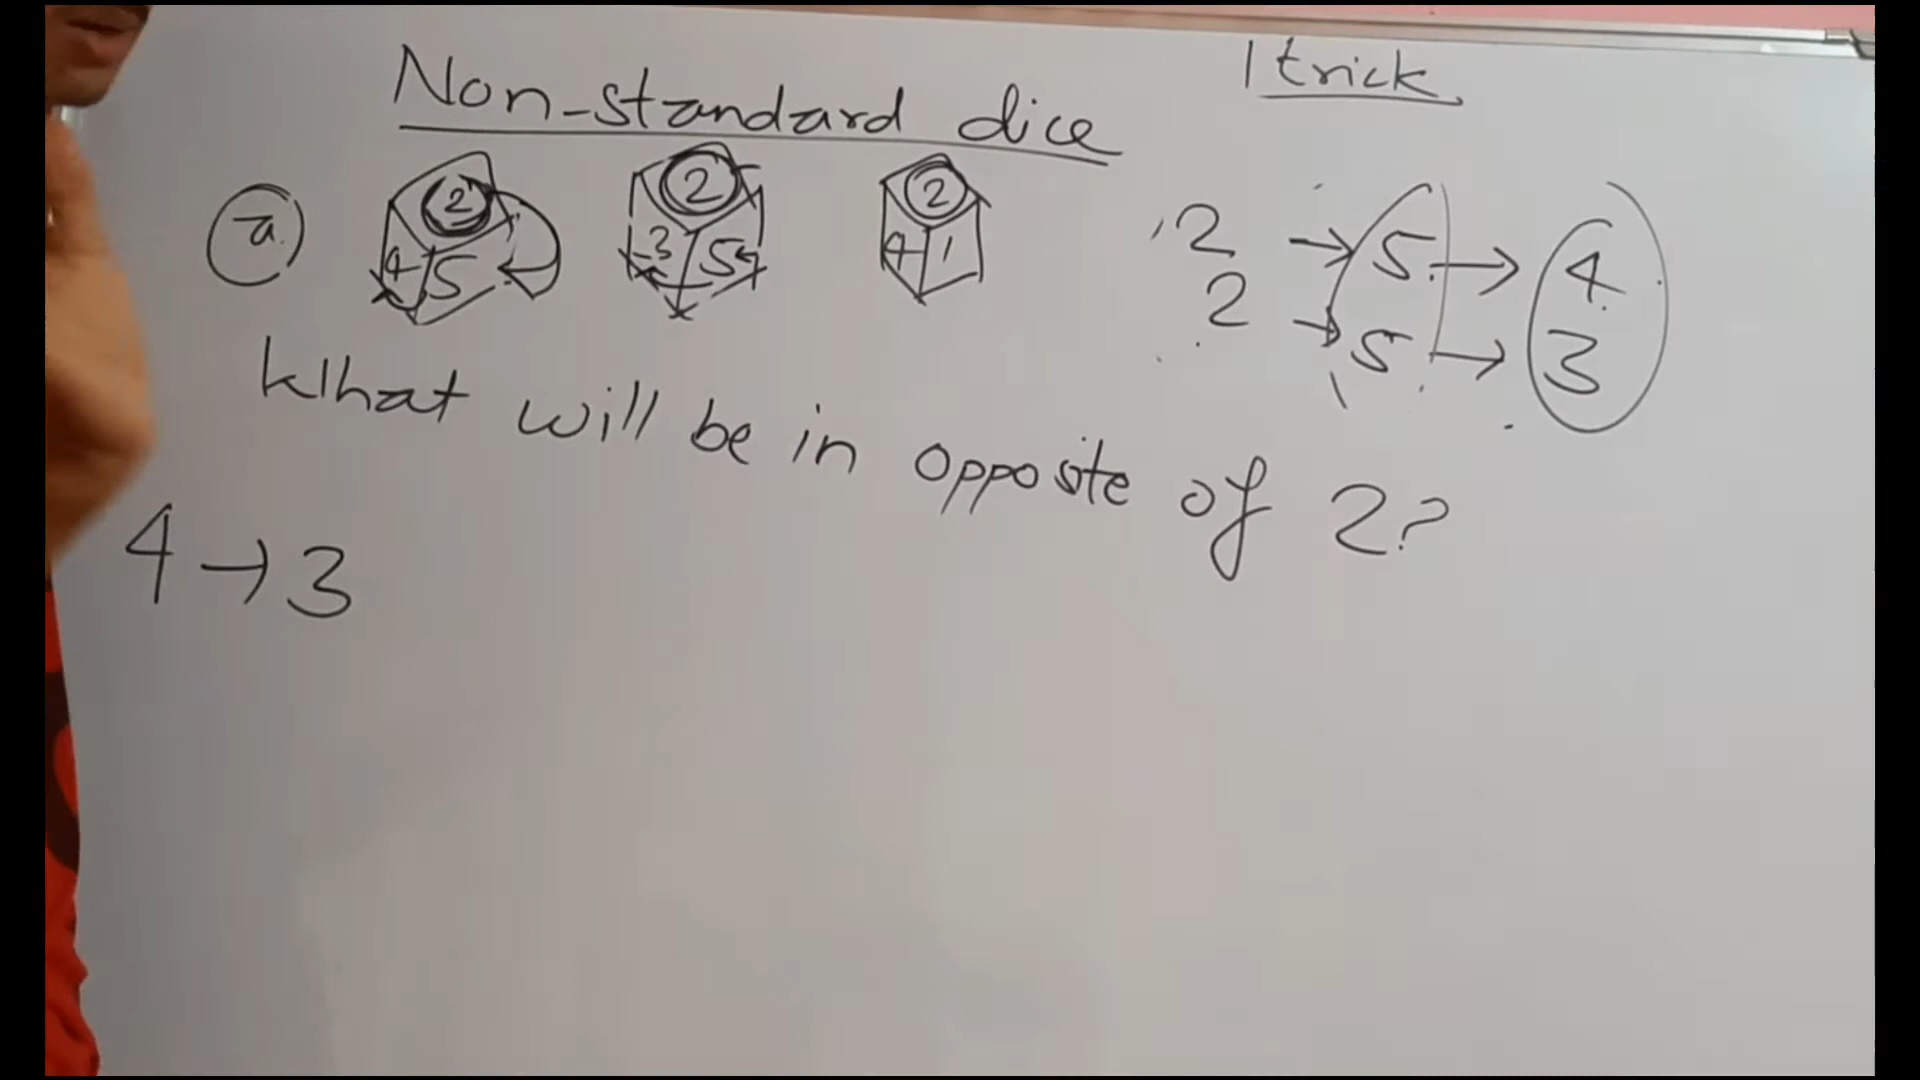 1 trick
Non-standard dice
a.
2 4 5
2 3 5
2 4 1
2 → 5 → 4
2 → 5 → 3
What will be in opposite of 2?
4 → 3